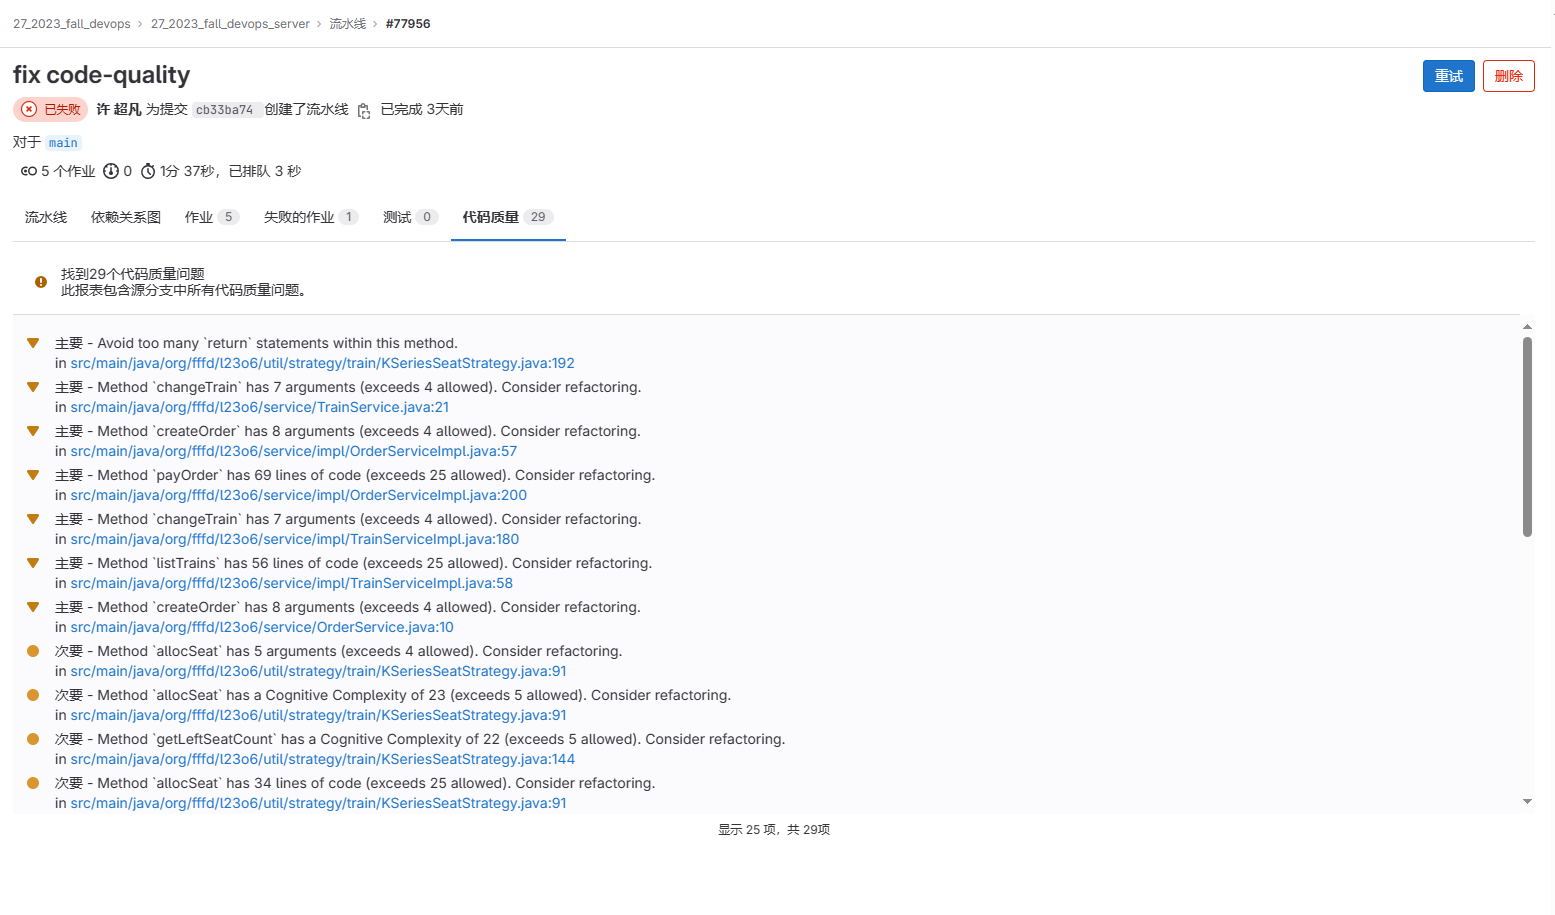 27_2023_fall_devops › 27_2023_fall_devops_server › 流水线 › #77956
fix code-quality
重试 删除
已失败 许 超凡 为提交 cb33ba74 创建了流水线 已完成 3天前
对于 main
5 个作业 0 1分 37秒，已排队 3 秒
流水线 依赖关系图 作业 5 失败的作业 1 测试 0 代码质量 29
找到29个代码质量问题
此报表包含源分支中所有代码质量问题。
主要 - Avoid too many `return` statements within this method.
in src/main/java/org/fffd/l23o6/util/strategy/train/KSeriesSeatStrategy.java:192
主要 - Method `changeTrain` has 7 arguments (exceeds 4 allowed). Consider refactoring.
in src/main/java/org/fffd/l23o6/service/TrainService.java:21
主要 - Method `createOrder` has 8 arguments (exceeds 4 allowed). Consider refactoring.
in src/main/java/org/fffd/l23o6/service/impl/OrderServiceImpl.java:57
主要 - Method `payOrder` has 69 lines of code (exceeds 25 allowed). Consider refactoring.
in src/main/java/org/fffd/l23o6/service/impl/OrderServiceImpl.java:200
主要 - Method `changeTrain` has 7 arguments (exceeds 4 allowed). Consider refactoring.
in src/main/java/org/fffd/l23o6/service/impl/TrainServiceImpl.java:180
主要 - Method `listTrains` has 56 lines of code (exceeds 25 allowed). Consider refactoring.
in src/main/java/org/fffd/l23o6/service/impl/TrainServiceImpl.java:58
主要 - Method `createOrder` has 8 arguments (exceeds 4 allowed). Consider refactoring.
in src/main/java/org/fffd/l23o6/service/OrderService.java:10
次要 - Method `allocSeat` has 5 arguments (exceeds 4 allowed). Consider refactoring.
in src/main/java/org/fffd/l23o6/util/strategy/train/KSeriesSeatStrategy.java:91
次要 - Method `allocSeat` has a Cognitive Complexity of 23 (exceeds 5 allowed). Consider refactoring.
in src/main/java/org/fffd/l23o6/util/strategy/train/KSeriesSeatStrategy.java:91
次要 - Method `getLeftSeatCount` has a Cognitive Complexity of 22 (exceeds 5 allowed). Consider refactoring.
in src/main/java/org/fffd/l23o6/util/strategy/train/KSeriesSeatStrategy.java:144
次要 - Method `allocSeat` has 34 lines of code (exceeds 25 allowed). Consider refactoring.
in src/main/java/org/fffd/l23o6/util/strategy/train/KSeriesSeatStrategy.java:91
显示 25 项，共 29项